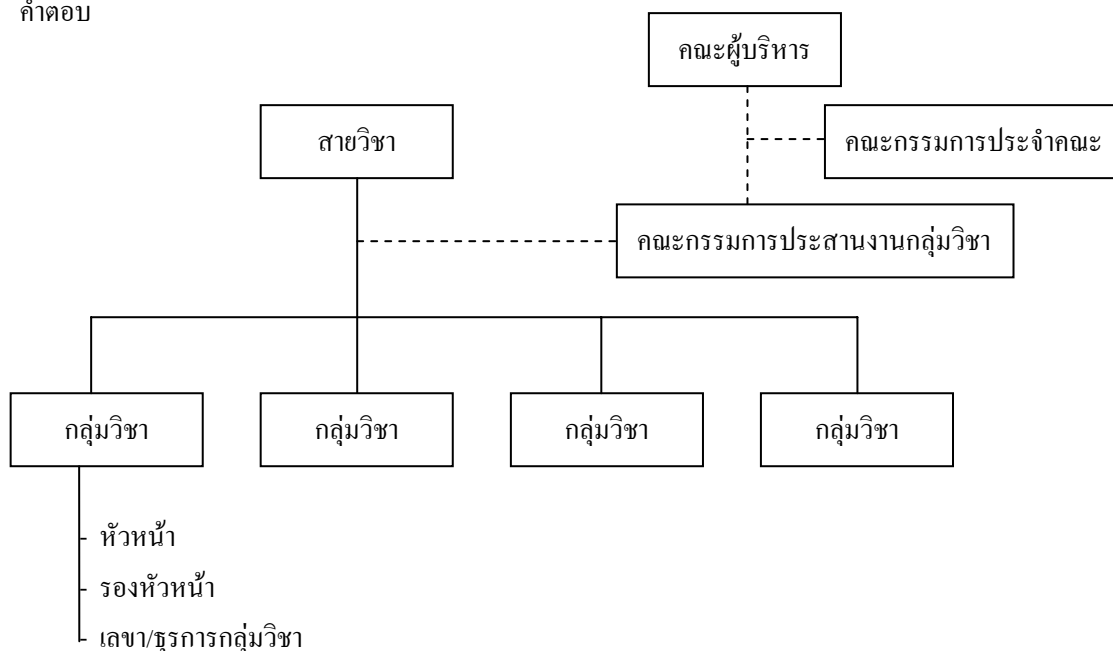 คำตอบ
คณะผู้บริหาร
สายวิชา
คณะกรรมการประจำคณะ
คณะกรรมการประสานงานกลุ่มวิชา
กลุ่มวิชา
กลุ่มวิชา
กลุ่มวิชา
กลุ่มวิชา
- หัวหน้า
- รองหัวหน้า
- เลขา/ธุรการกลุ่มวิชา